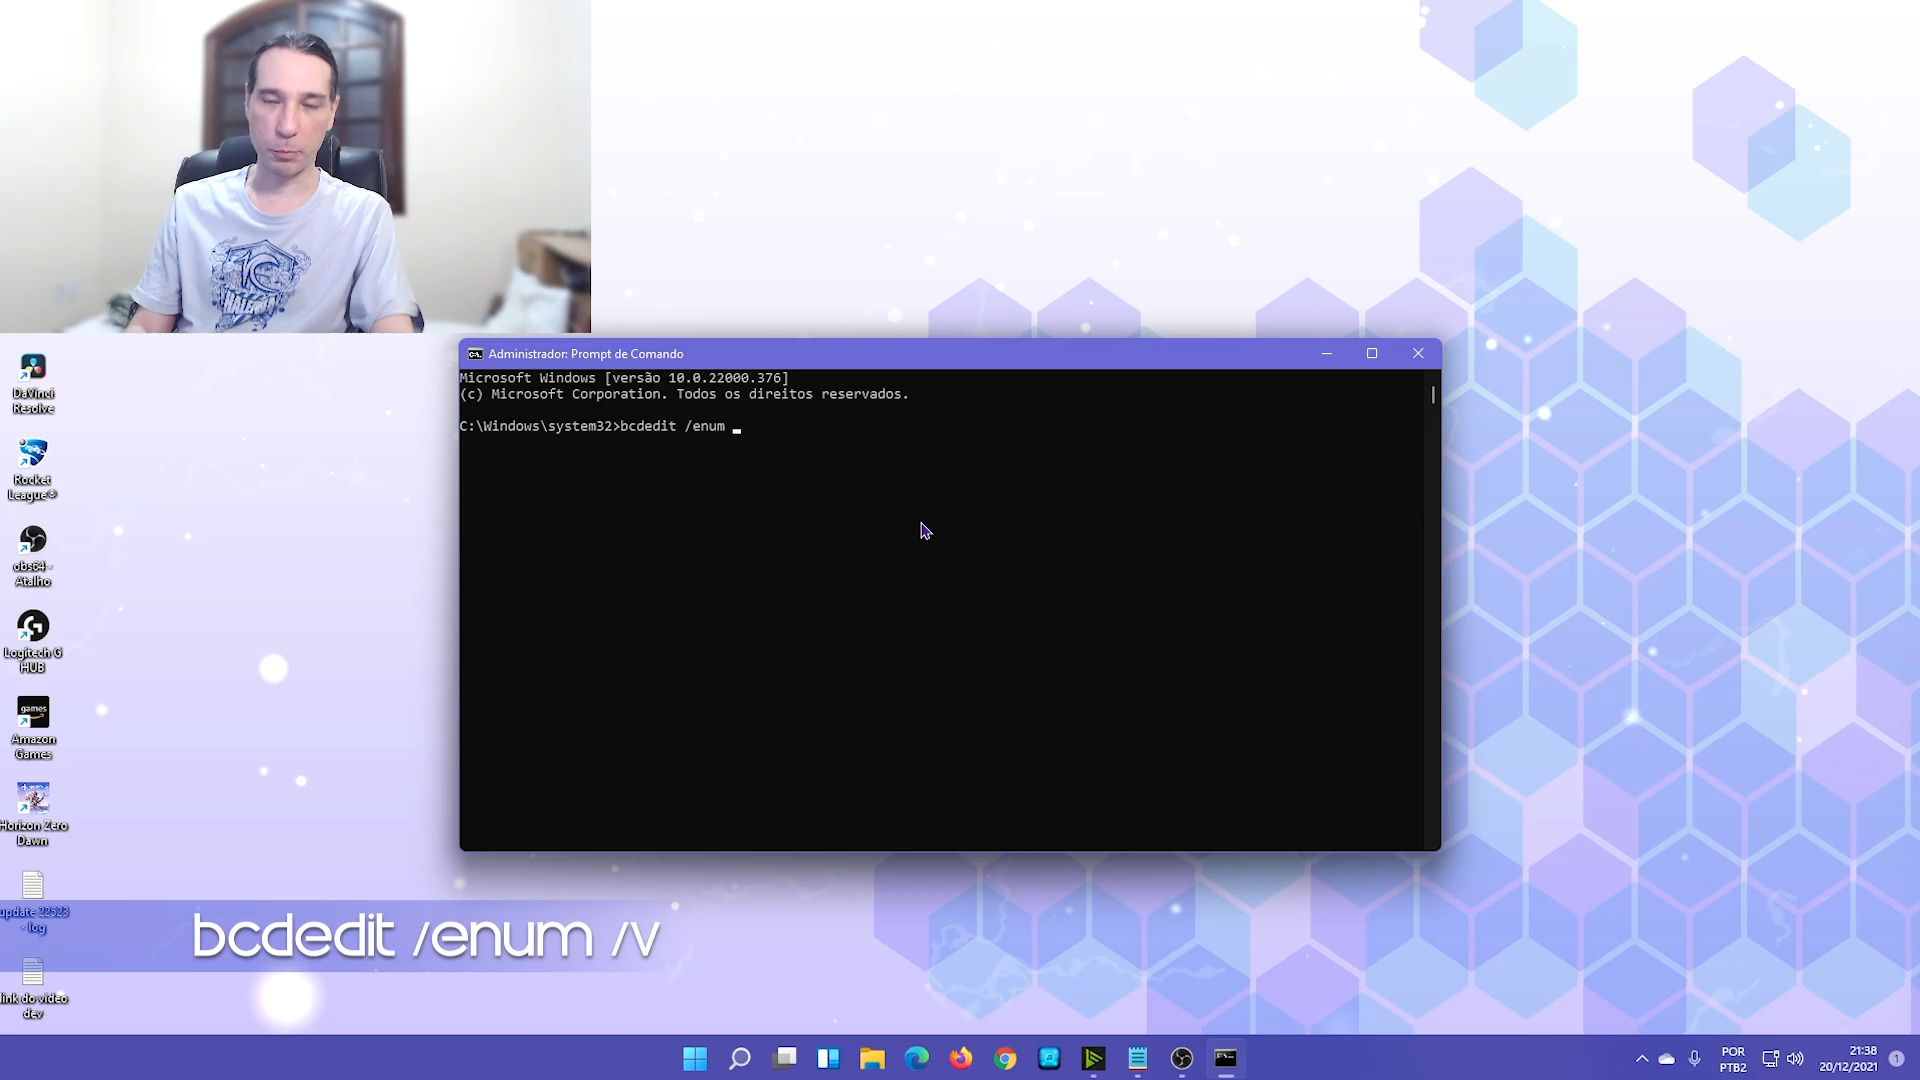 Administrador: Prompt de Comando
Microsoft Windows [versão 10.0.22000.376]
(c) Microsoft Corporation. Todos os direitos reservados.
C:\Windows\system32>bcdedit /enum
DaVinci
Resolve
Rocket
League®
obs64 -
Atalho
Logitech G
HUB
games
Amazon
Games
Horizon Zero
Dawn
update 22523
- log
link do video
dev
bcdedit /enum /v
POR
PTB2
21:38
20/12/2021
1